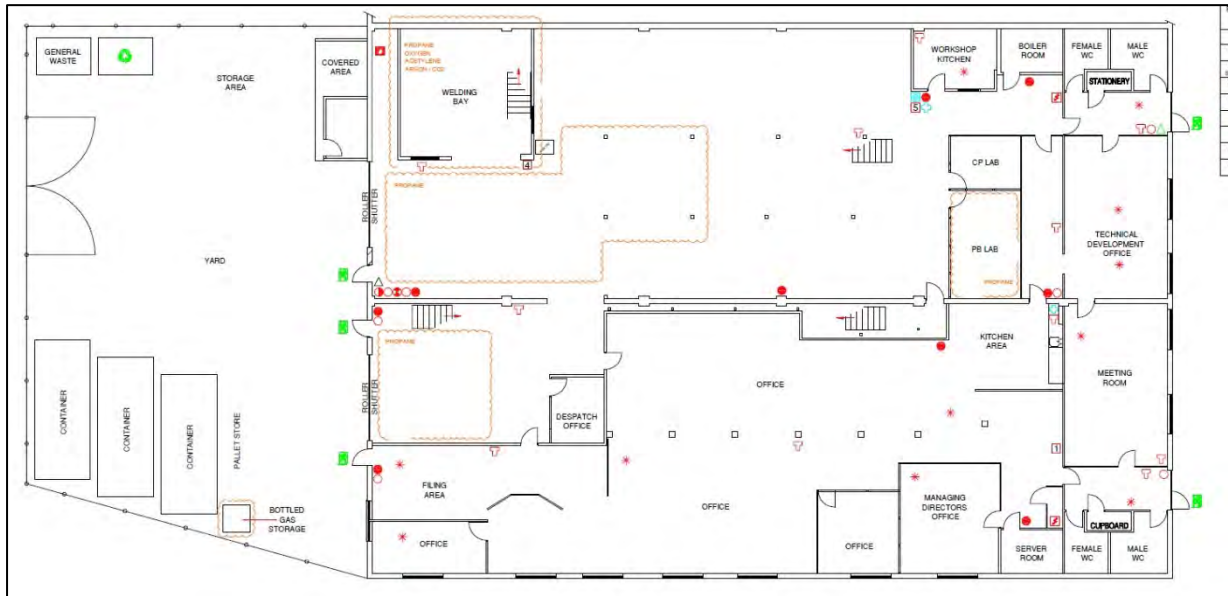 GENERAL
WASTE
STORAGE
AREA
COVERED
AREA
PROPANE
OXYGEN
ACETYLENE
ARGON / CO2
WELDING
BAY
4
WORKSHOP
KITCHEN
BOILER
ROOM
FEMALE
WC
MALE
WC
STATIONERY
5
CP LAB
PB LAB
PROPANE
TECHNICAL
DEVELOPMENT
OFFICE
PROPANE
ROLLER
SHUTTER
YARD
KITCHEN
AREA
MEETING
ROOM
PROPANE
ROLLER
SHUTTER
OFFICE
DESPATCH
OFFICE
CONTAINER
CONTAINER
CONTAINER
PALLET STORE
1
FILING
AREA
BOTTLED
GAS
STORAGE
OFFICE
OFFICE
OFFICE
MANAGING
DIRECTORS
OFFICE
SERVER
ROOM
CUPBOARD
FEMALE
WC
MALE
WC